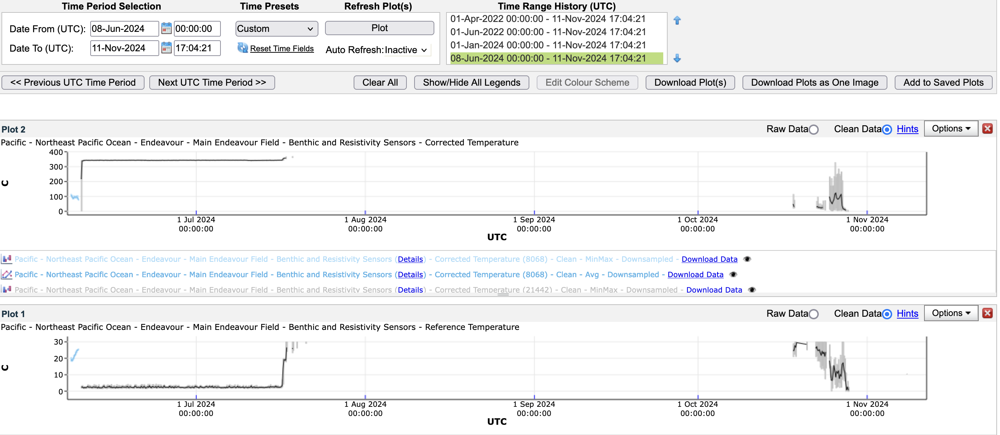 Time Period Selection Time Presets Refresh Plot(s) Time Range History (UTC)
01-Apr-2022 00:00:00 - 11-Nov-2024 17:04:21
Date From (UTC): 08-Jun-2024 00:00:00 Custom Plot
01-Jun-2022 00:00:00 - 11-Nov-2024 17:04:21
01-Jan-2024 00:00:00 - 11-Nov-2024 17:04:21
Date To (UTC): 11-Nov-2024 17:04:21 Reset Time Fields Auto Refresh: Inactive
08-Jun-2024 00:00:00 - 11-Nov-2024 17:04:21
<< Previous UTC Time Period Next UTC Time Period >> Clear All Show/Hide All Legends Edit Colour Scheme Download Plot(s) Download Plots as One Image Add to Saved Plots
Plot 2 Raw Data Clean Data Hints Options
Pacific - Northeast Pacific Ocean - Endeavour - Main Endeavour Field - Benthic and Resistivity Sensors - Corrected Temperature
400
300
C
200
100
0
1 Jul 2024 1 Aug 2024 1 Sep 2024 1 Oct 2024 1 Nov 2024
00:00:00 00:00:00 00:00:00 00:00:00 00:00:00
UTC
Pacific - Northeast Pacific Ocean - Endeavour - Main Endeavour Field - Benthic and Resistivity Sensors (Details) - Corrected Temperature (8068) - Clean - MinMax - Downsampled - Download Data
Pacific - Northeast Pacific Ocean - Endeavour - Main Endeavour Field - Benthic and Resistivity Sensors (Details) - Corrected Temperature (8068) - Clean - Avg - Downsampled - Download Data
Pacific - Northeast Pacific Ocean - Endeavour - Main Endeavour Field - Benthic and Resistivity Sensors (Details) - Corrected Temperature (21442) - Clean - MinMax - Downsampled - Download Data
Plot 1 Raw Data Clean Data Hints Options
Pacific - Northeast Pacific Ocean - Endeavour - Main Endeavour Field - Benthic and Resistivity Sensors - Reference Temperature
30
20
C
10
0
1 Jul 2024 1 Aug 2024 1 Sep 2024 1 Oct 2024 1 Nov 2024
00:00:00 00:00:00 00:00:00 00:00:00 00:00:00
UTC